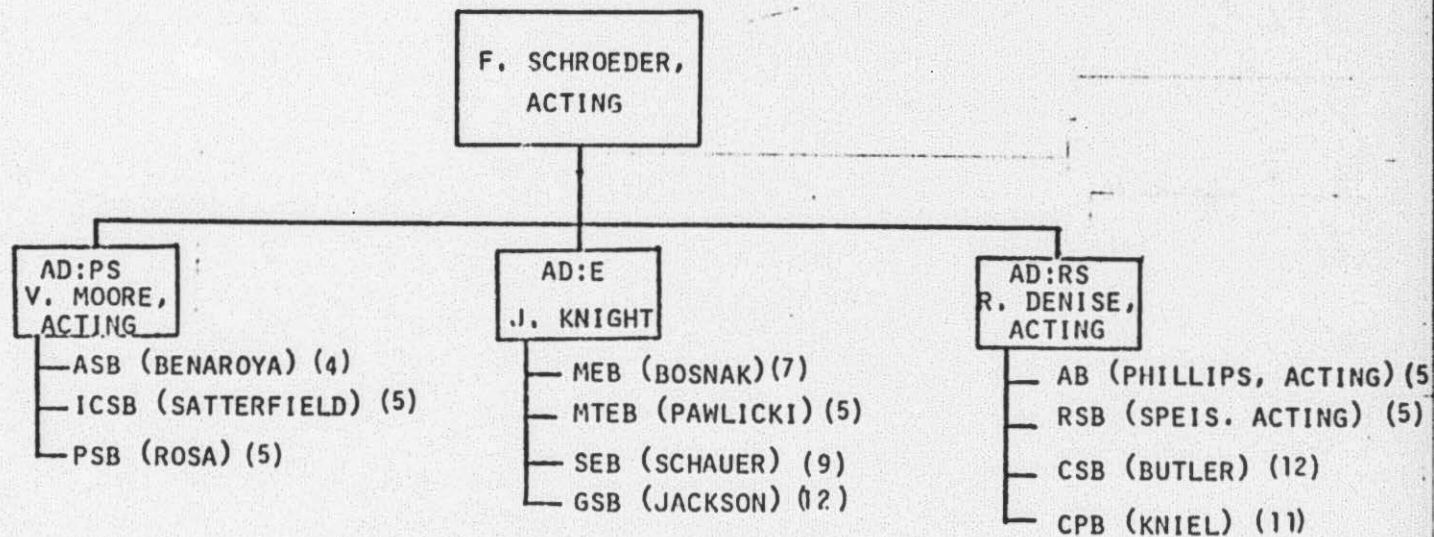 F. SCHROEDER,
ACTING
AD:PS
V. MOORE,
ACTING
ASB (BENAROYA) (4)
ICSB (SATTERFIELD) (5)
PSB (ROSA) (5)
AD:E
J. KNIGHT
MEB (BOSNAK) (7)
MTEB (PAWLICKI) (5)
SEB (SCHAUER) (9)
GSB (JACKSON) (12)
AD:RS
R. DENISE,
ACTING
AB (PHILLIPS, ACTING) (5
RSB (SPEIS. ACTING) (5)
CSB (BUTLER) (12)
CPB (KNIEL) (11)